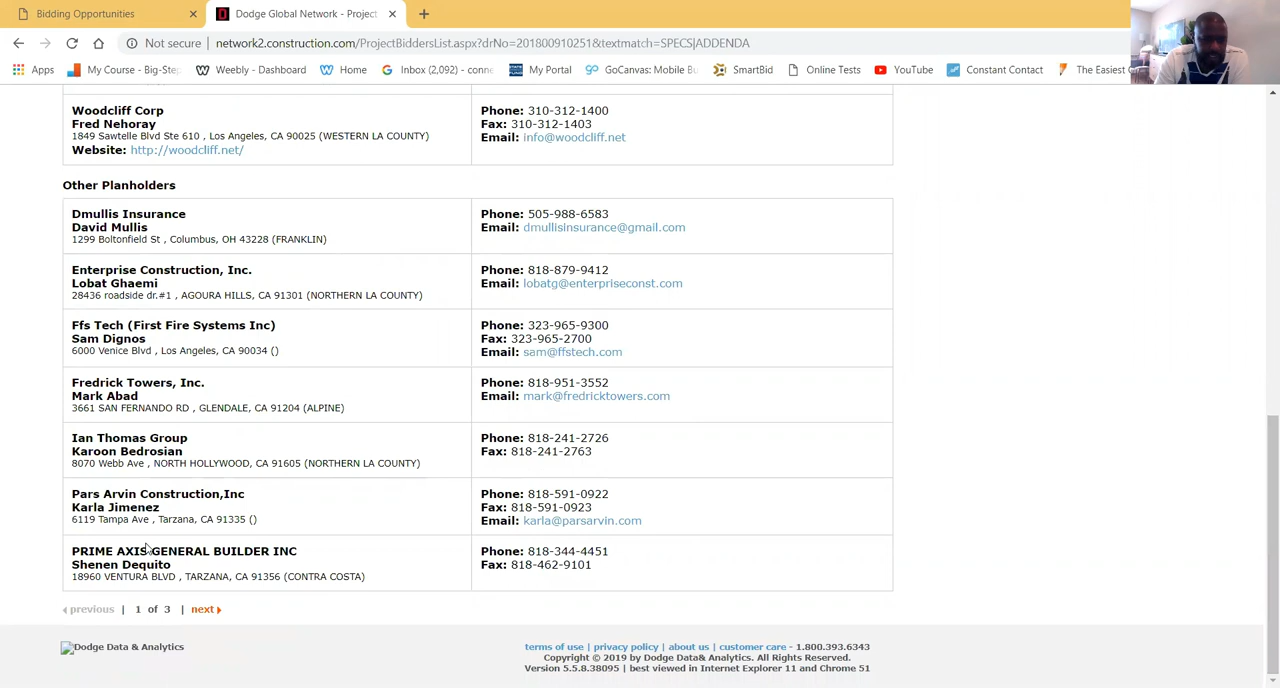 Bidding Opportunities
Dodge Global Network - Project
Not secure | network2.construction.com/ProjectBiddersList.aspx?drNo=201800910251&textmatch=SPECS|ADDENDA
Apps My Course - Big-Step Weebly - Dashboard Home Inbox (2,092) - conne My Portal GoCanvas: Mobile Bu SmartBid Online Tests YouTube Constant Contact The Easiest
Woodcliff Corp
Fred Nehoray
1849 Sawtelle Blvd Ste 610 , Los Angeles, CA 90025 (WESTERN LA COUNTY)
Website: http://woodcliff.net/
Phone: 310-312-1400
Fax: 310-312-1403
Email: info@woodcliff.net
Other Planholders
Dmullis Insurance
David Mullis
1299 Boltonfield St , Columbus, OH 43228 (FRANKLIN)
Phone: 505-988-6583
Email: dmullisinsurance@gmail.com
Enterprise Construction, Inc.
Lobat Ghaemi
28436 roadside dr.#1 , AGOURA HILLS, CA 91301 (NORTHERN LA COUNTY)
Phone: 818-879-9412
Email: lobatg@enterpriseconst.com
Ffs Tech (First Fire Systems Inc)
Sam Dignos
6000 Venice Blvd , Los Angeles, CA 90034 ()
Phone: 323-965-9300
Fax: 323-965-2700
Email: sam@ffstech.com
Fredrick Towers, Inc.
Mark Abad
3661 SAN FERNANDO RD , GLENDALE, CA 91204 (ALPINE)
Phone: 818-951-3552
Email: mark@fredricktowers.com
Ian Thomas Group
Karoon Bedrosian
8070 Webb Ave , NORTH HOLLYWOOD, CA 91605 (NORTHERN LA COUNTY)
Phone: 818-241-2726
Fax: 818-241-2763
Pars Arvin Construction,Inc
Karla Jimenez
6119 Tampa Ave , Tarzana, CA 91335 ()
Phone: 818-591-0922
Fax: 818-591-0923
Email: karla@parsarvin.com
PRIME AXIS GENERAL BUILDER INC
Shenen Dequito
18960 VENTURA BLVD , TARZANA, CA 91356 (CONTRA COSTA)
Phone: 818-344-4451
Fax: 818-462-9101
previous | 1 of 3 | next
Dodge Data & Analytics
terms of use | privacy policy | about us | customer care - 1.800.393.6343
Copyright © 2019 by Dodge Data& Analytics. All Rights Reserved.
Version 5.5.8.38095 | best viewed in Internet Explorer 11 and Chrome 51